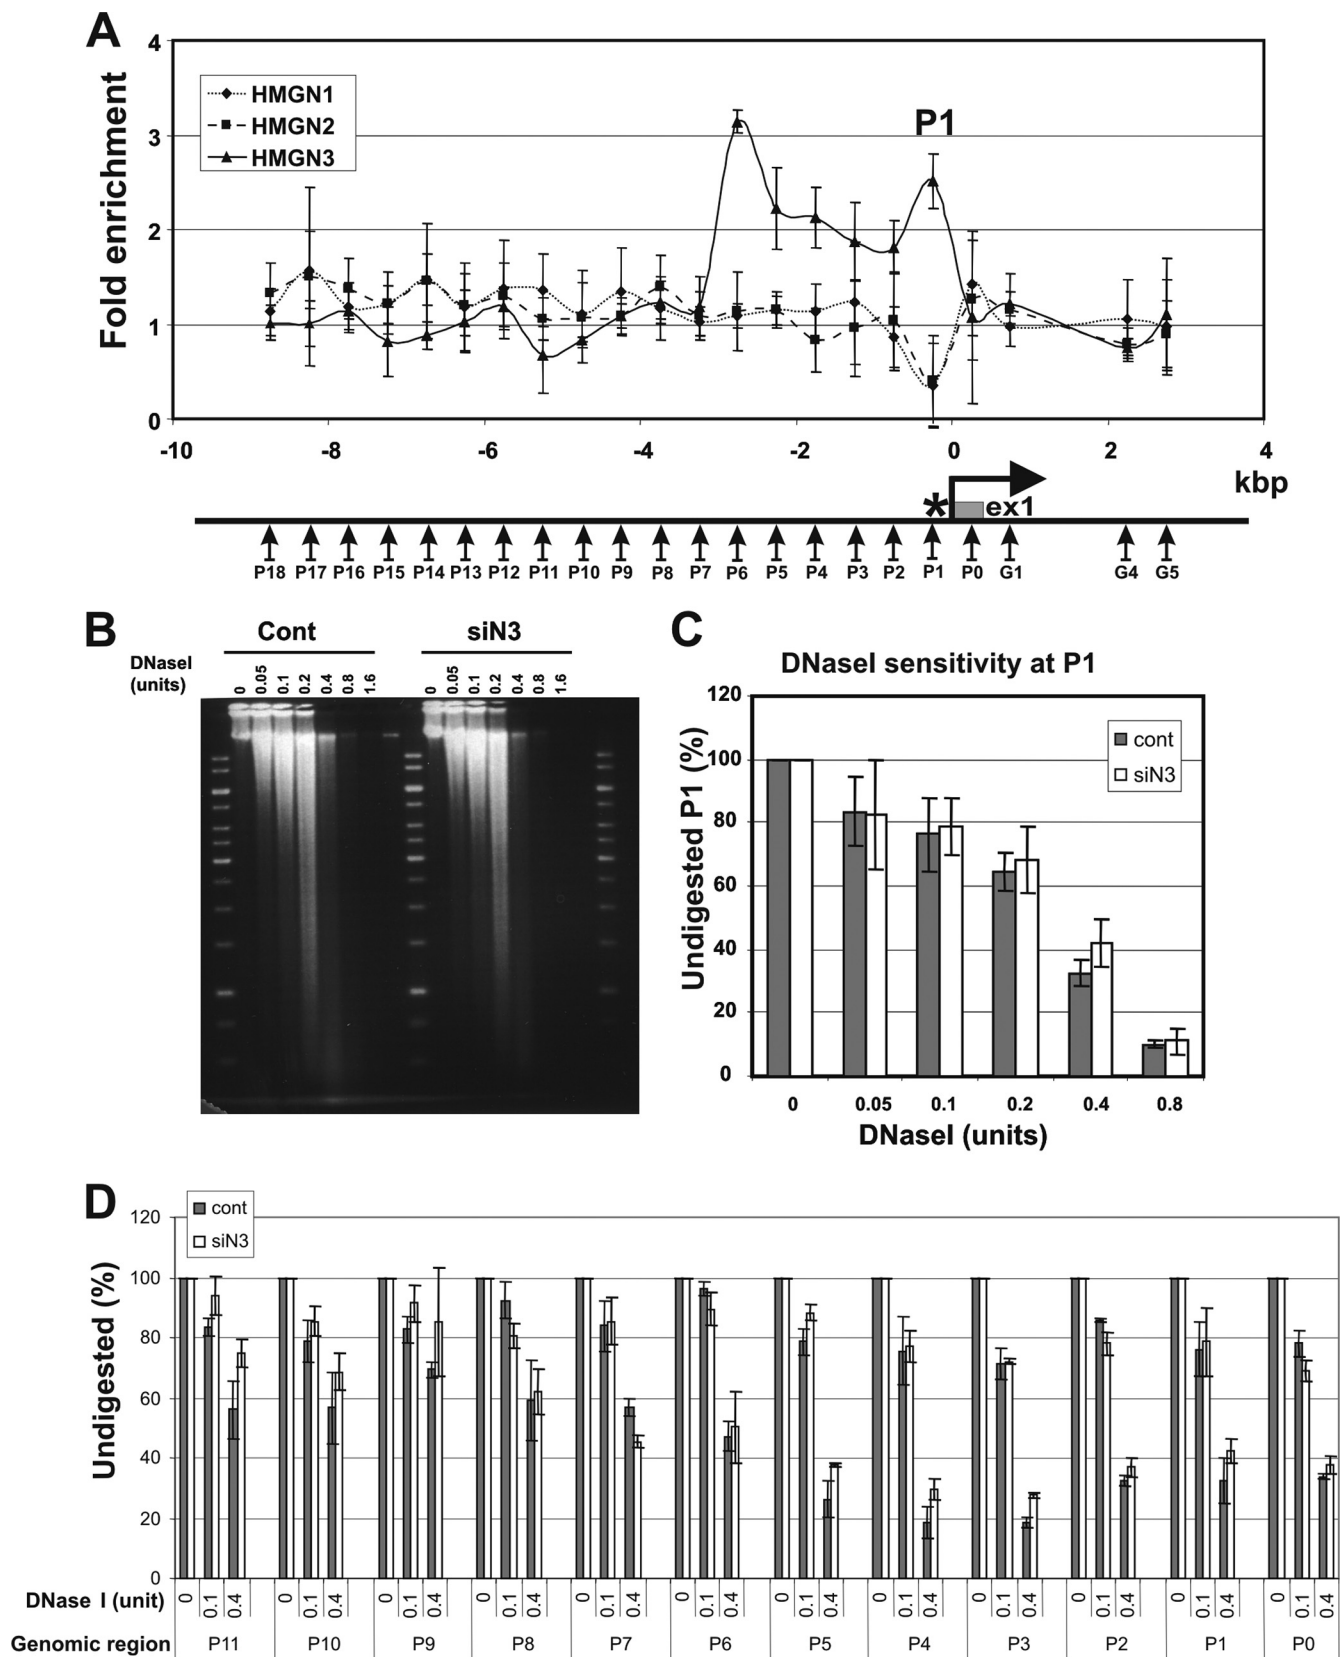 A
Fold enrichment
4
3
2
1
0
HMGN1
HMGN2
HMGN3
P1
-10 -8 -6 -4 -2 0 2 4
kbp
* ex1
P18 P17 P16 P15 P14 P13 P12 P11 P10 P9 P8 P7 P6 P5 P4 P3 P2 P1 P0 G1 G4 G5
B
Cont siN3
DNaseI
(units)
0 0.05 0.1 0.2 0.4 0.8 1.6 0 0.05 0.1 0.2 0.4 0.8 1.6
C
DNaseI sensitivity at P1
Undigested P1 (%)
120
100
80
60
40
20
0
cont
siN3
0 0.05 0.1 0.2 0.4 0.8
DNaseI (units)
D
cont
siN3
Undigested (%)
120
100
80
60
40
20
0
DNase I (unit) 0 0.1 0.4 0 0.1 0.4 0 0.1 0.4 0 0.1 0.4 0 0.1 0.4 0 0.1 0.4 0 0.1 0.4 0 0.1 0.4 0 0.1 0.4 0 0.1 0.4 0 0.1 0.4 0 0.1 0.4
Genomic region P11 P10 P9 P8 P7 P6 P5 P4 P3 P2 P1 P0